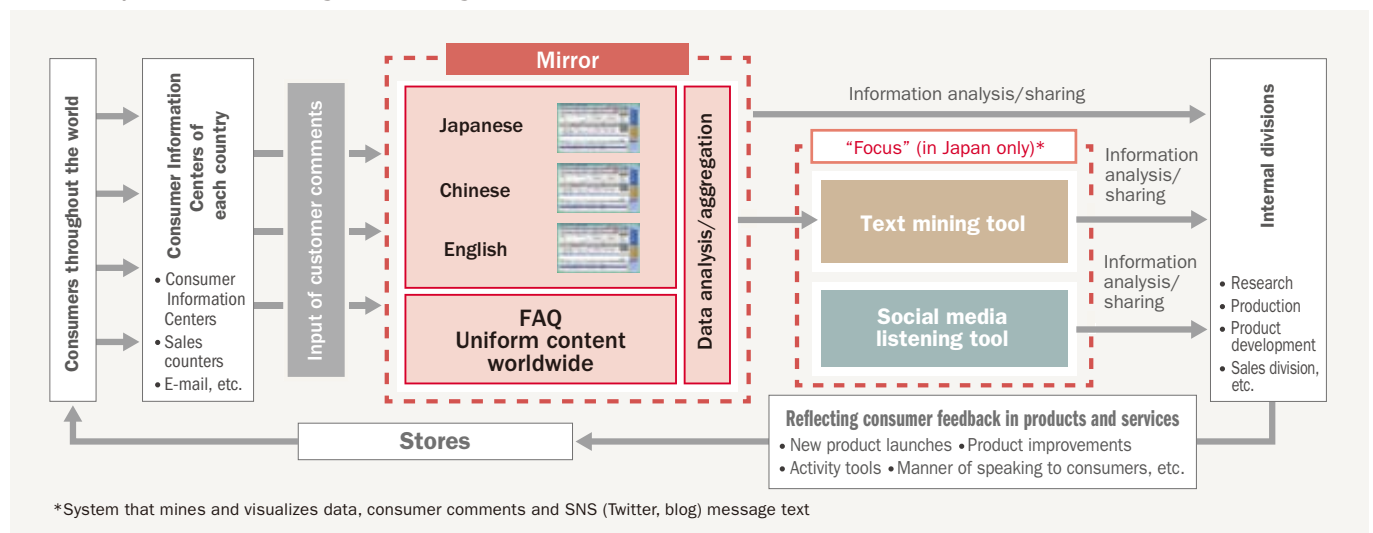 Consumers throughout the world
Consumer Information
Centers of
each country
• Consumer
Information
Centers
• Sales
counters
• E-mail, etc.
Input of customer comments
Mirror
Japanese
Chinese
English
FAQ
Uniform content
worldwide
Data analysis/aggregation
Information analysis/sharing
“Focus” (in Japan only)*
Text mining tool
Social media
listening tool
Information
analysis/
sharing
Information
analysis/
sharing
Internal divisions
• Research
• Production
• Product
development
• Sales division,
etc.
Reflecting consumer feedback in products and services
• New product launches • Product improvements
• Activity tools • Manner of speaking to consumers, etc.
Stores
*System that mines and visualizes data, consumer comments and SNS (Twitter, blog) message text